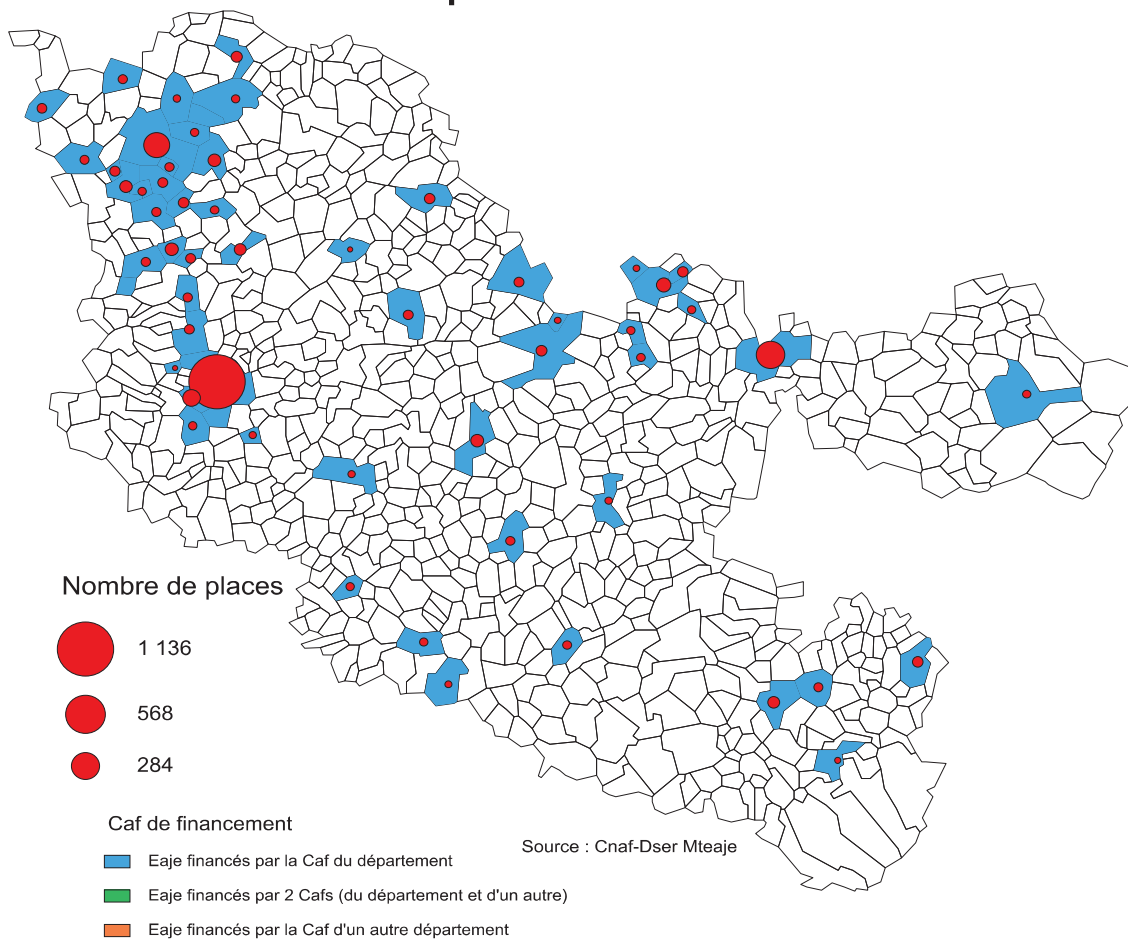 Nombre de places
1 136
568
284
Caf de financement
Source : Cnaf-Dser Mteaje
Eaje financés par la Caf du département
Eaje financés par 2 Cafs (du département et d'un autre)
Eaje financés par la Caf d'un autre département